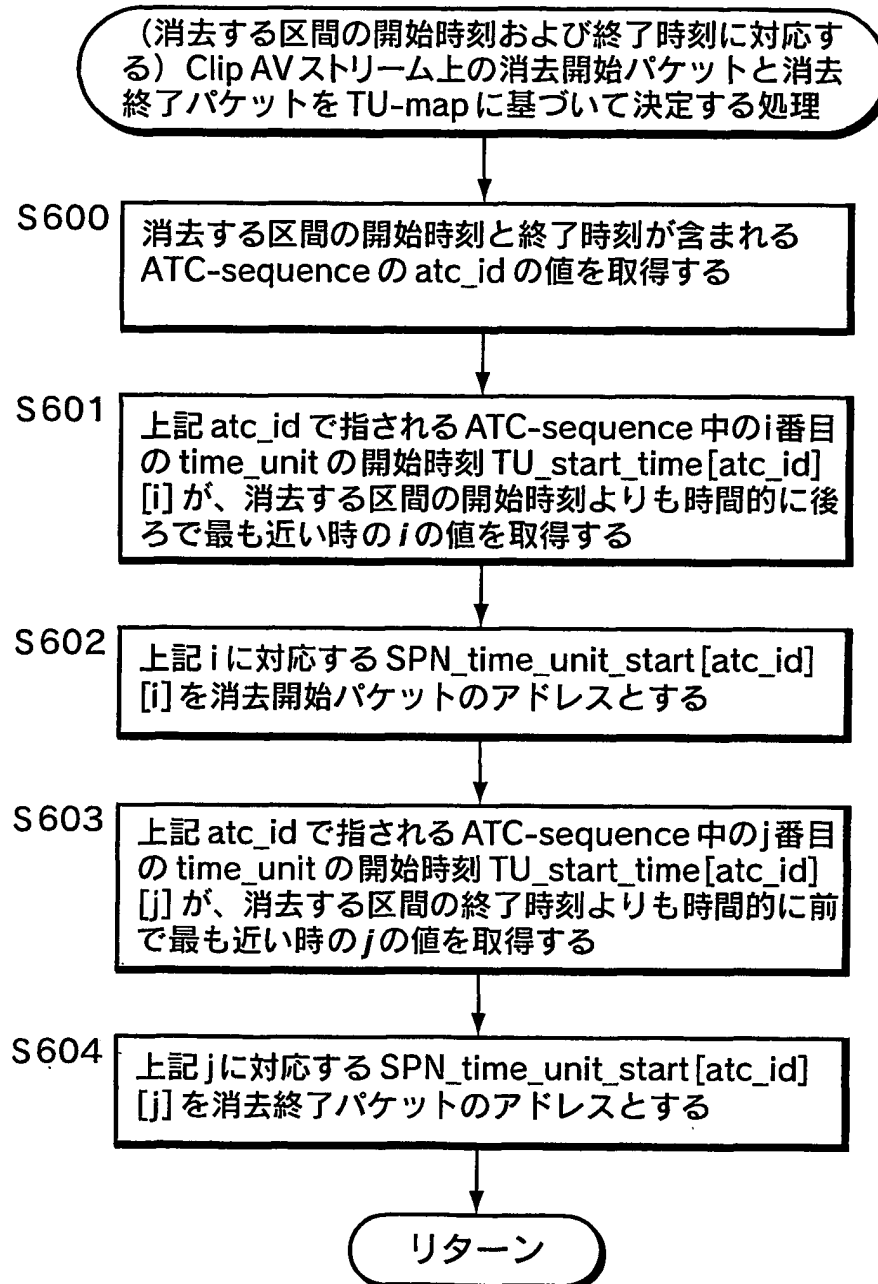 （消去する区間の開始時刻および終了時刻に対応す
る）Clip AVストリーム上の消去開始パケットと消去
終了パケットをTU-mapに基づいて決定する処理
S600
消去する区間の開始時刻と終了時刻が含まれる
ATC-sequenceのatc_idの値を取得する
S601
上記atc_idで指されるATC-sequence中のi番目
のtime_unitの開始時刻TU_start_time[atc_id]
[i]が、消去する区間の開始時刻よりも時間的に後
ろで最も近い時のiの値を取得する
S602
上記iに対応するSPN_time_unit_start[atc_id]
[i]を消去開始パケットのアドレスとする
S603
上記atc_idで指されるATC-sequence中のj番目
のtime_unitの開始時刻TU_start_time[atc_id]
[j]が、消去する区間の終了時刻よりも時間的に前
で最も近い時のjの値を取得する
S604
上記jに対応するSPN_time_unit_start[atc_id]
[j]を消去終了パケットのアドレスとする
リターン